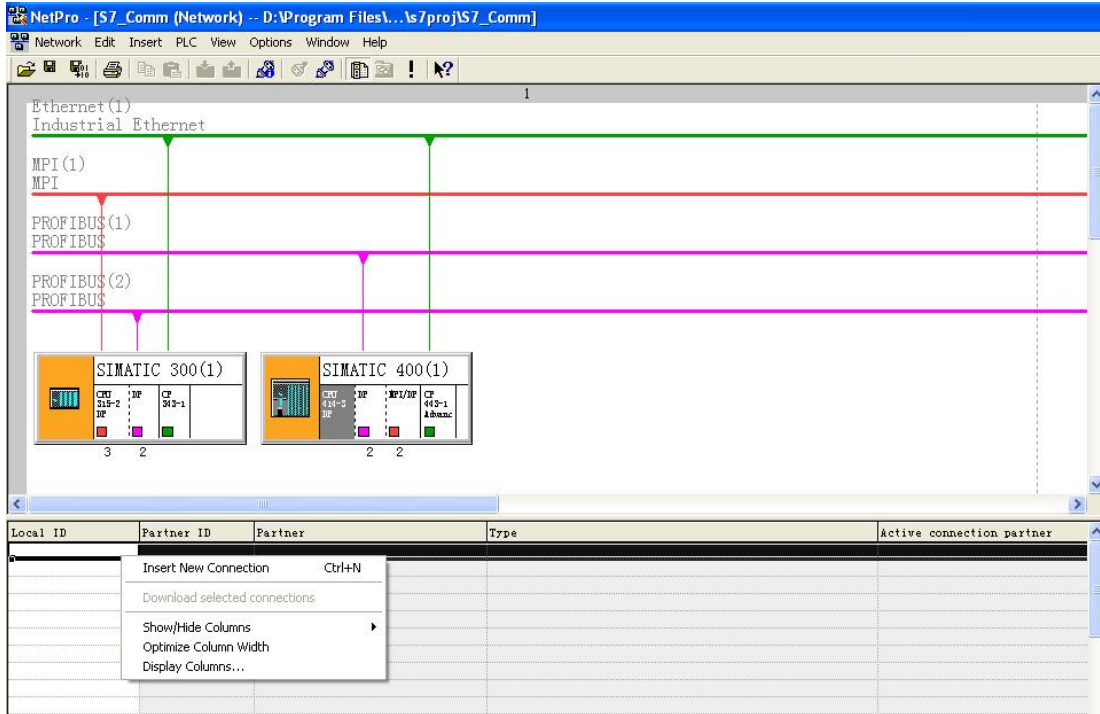 NetPro - [S7_Comm (Network) -- D:\Program Files\...\s7proj\S7_Comm]
Network Edit Insert PLC View Options Window Help
1
Ethernet(1)
Industrial Ethernet
MPI(1)
MPI
PROFIBUS(1)
PROFIBUS
PROFIBUS(2)
PROFIBUS
SIMATIC 300(1)
CPU
315-2
DP
DP
CP
343-1
3 2
SIMATIC 400(1)
CPU
414-3
DP
DP
MPI/DP
CP
443-1
Advanc
2 2
Local ID Partner ID Partner Type Active connection partner
Insert New Connection Ctrl+N
Download selected connections
Show/Hide Columns
Optimize Column Width
Display Columns...